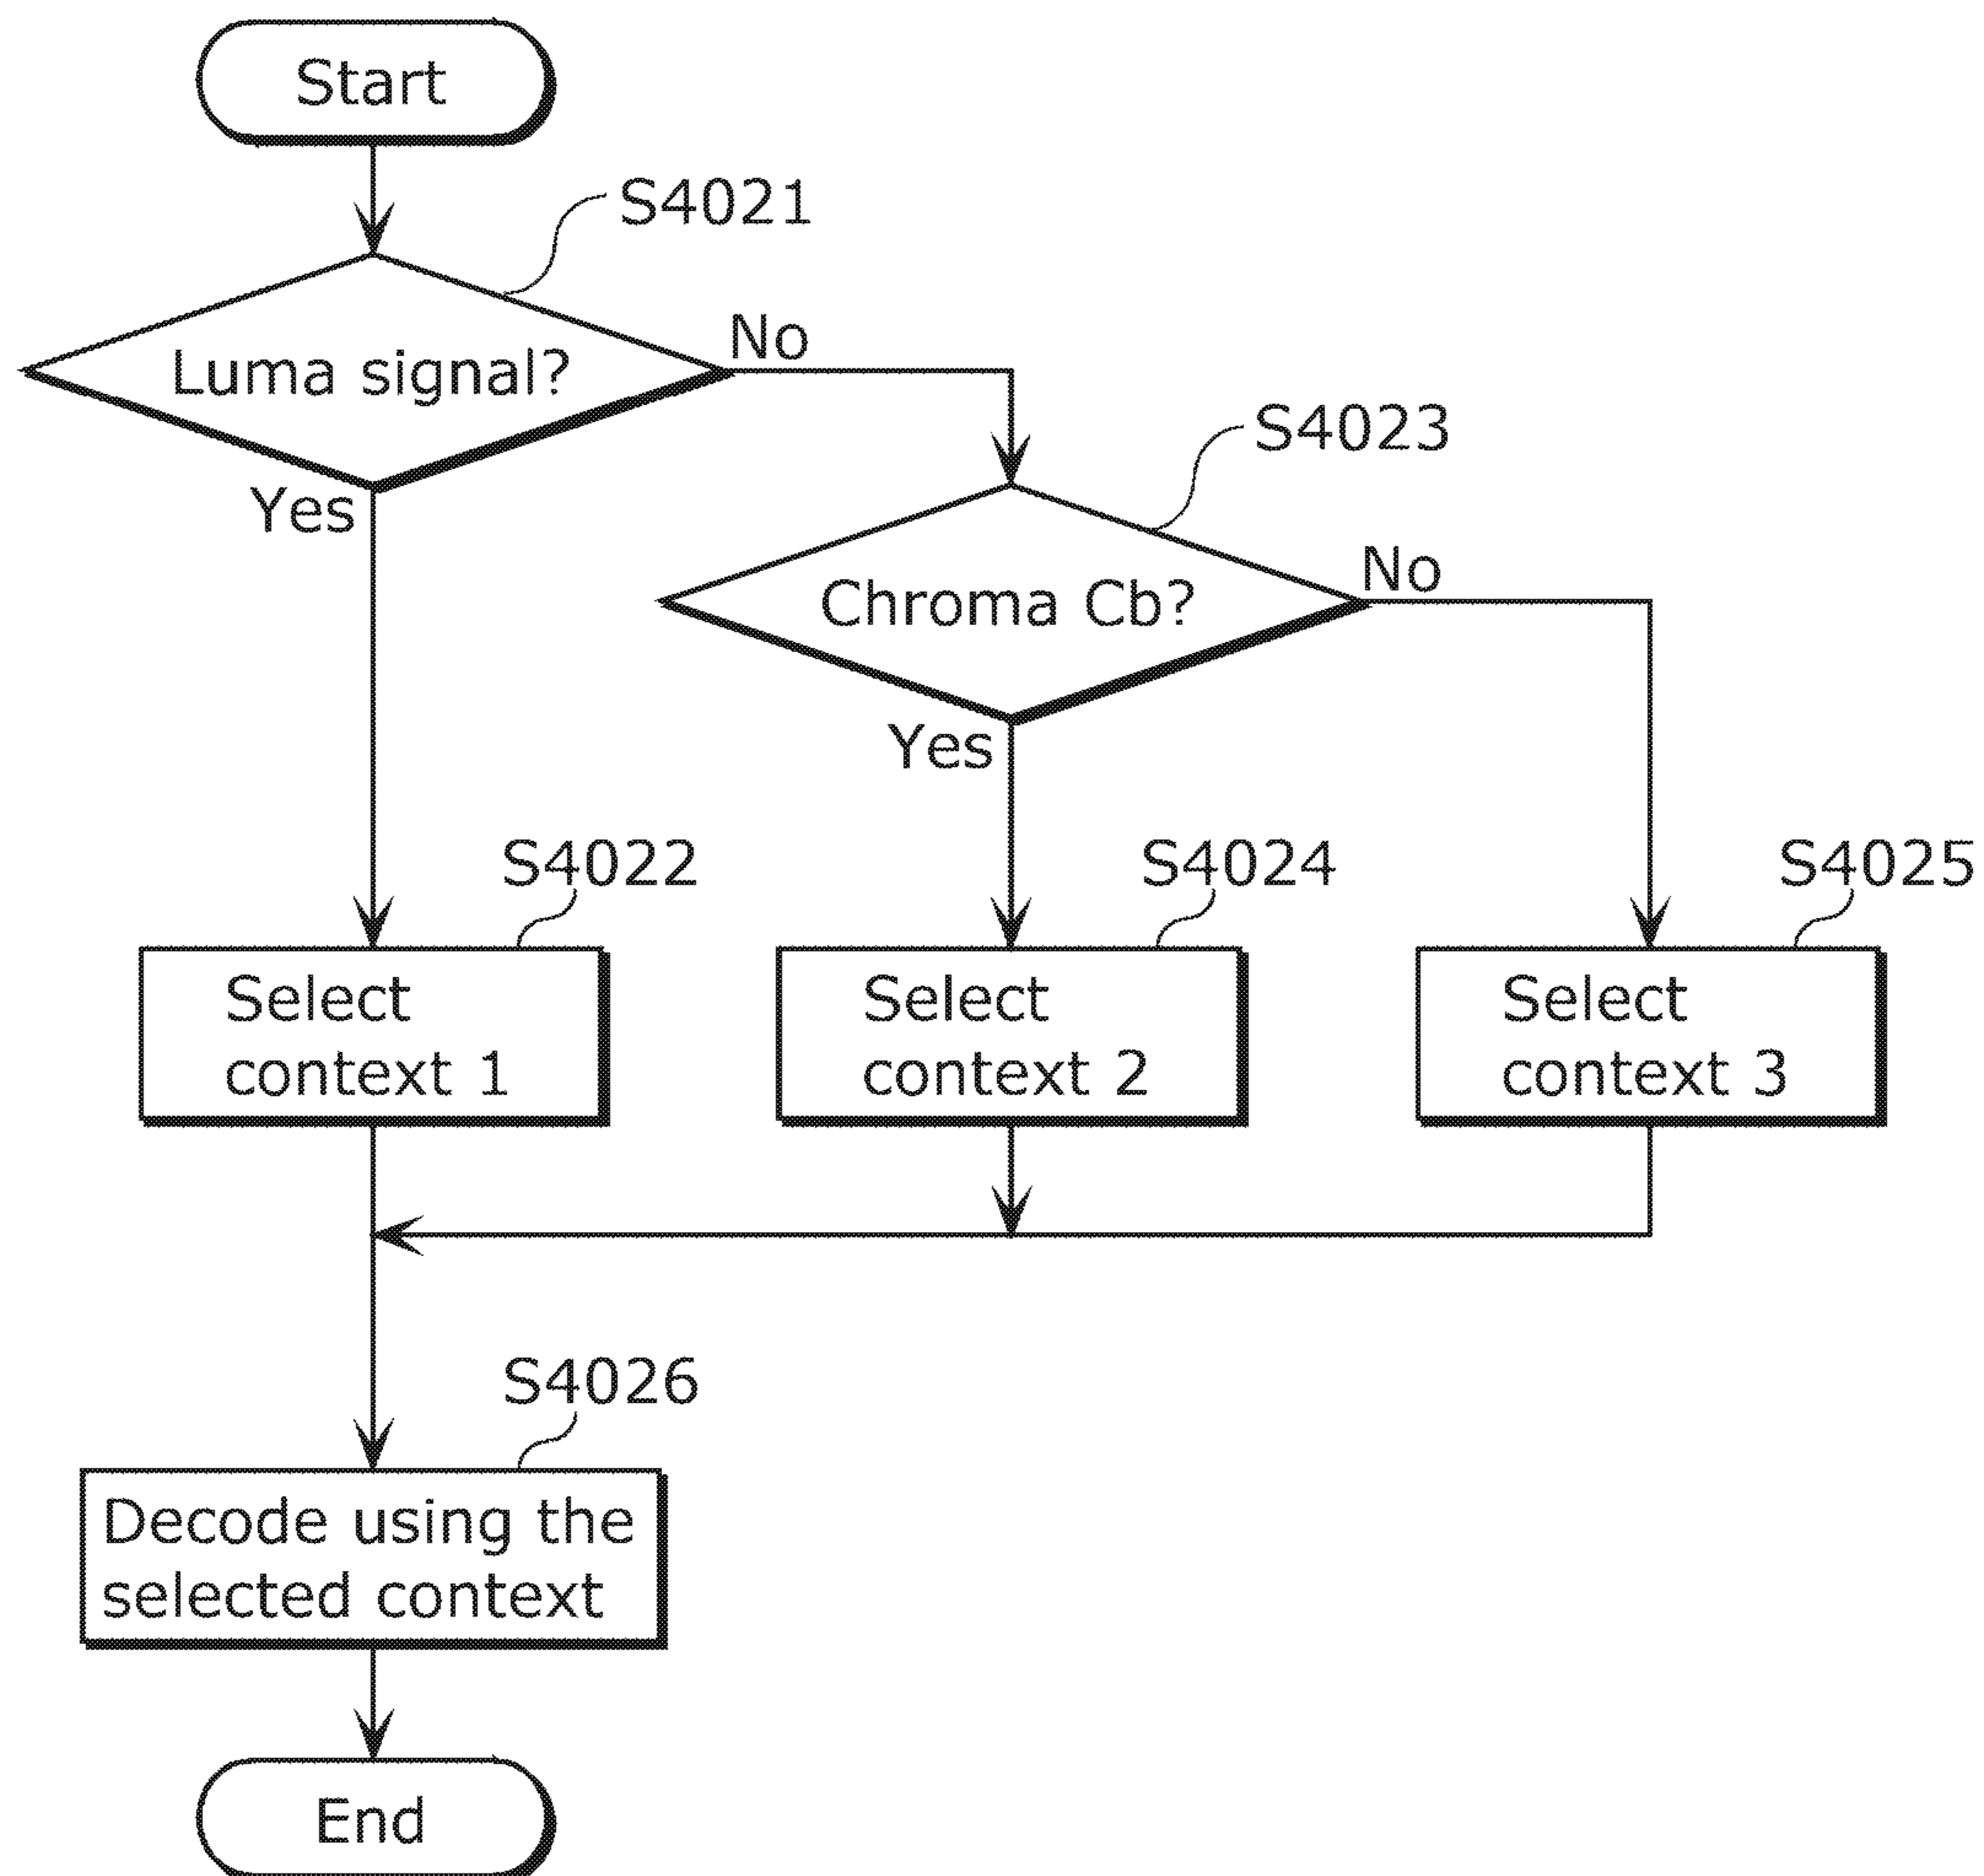 Start
S4021
Luma signal?
No
Yes
S4023
Chroma Cb?
No
Yes
S4022
Select
context 1
S4024
Select
context 2
S4025
Select
context 3
S4026
Decode using the
selected context
End